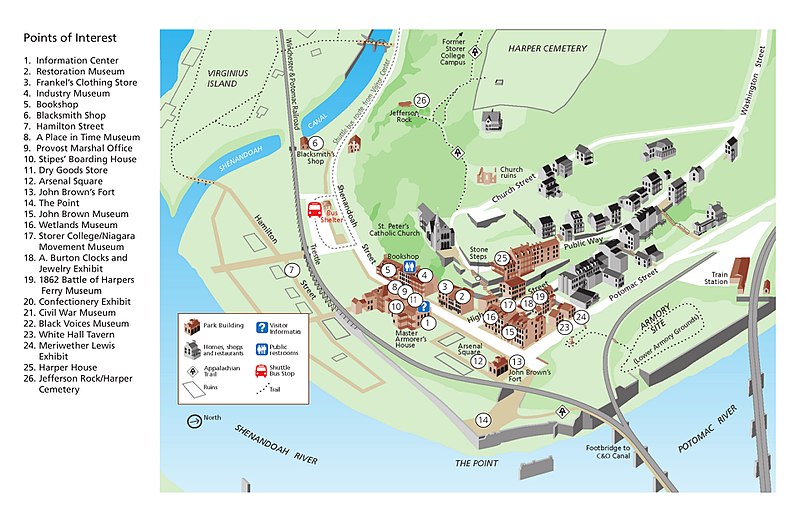 Points of Interest
1. Information Center
2. Restoration Museum
3. Frankel's Clothing Store
4. Industry Museum
5. Bookshop
6. Blacksmith Shop
7. Hamilton Street
8. A Place in Time Museum
9. Provost Marshal Office
10. Stipes' Boarding House
11. Dry Goods Store
12. Arsenal Square
13. John Brown's Fort
14. The Point
15. John Brown Museum
16. Wetlands Museum
17. Storer College/Niagara
Movement Museum
18. A. Burton Clocks and
Jewelry Exhibit
19. 1862 Battle of Harpers
Ferry Museum
20. Confectionery Exhibit
21. Civil War Museum
22. Black Voices Museum
23. White Hall Tavern
24. Meriwether Lewis
Exhibit
25. Harper House
26. Jefferson Rock/Harper
Cemetery
VIRGINIUS
ISLAND
Winchester & Potomac Railroad
CANAL
Shuttle bus route from Visitor Center
Former
Storer
College
Campus
HARPER CEMETERY
Washington Street
26
Jefferson
Rock
SHENANDOAH
6
Blacksmith's
Shop
Church
ruins
Church Street
Bus
Shelter
Shenandoah
Street
St. Peter's
Catholic Church
Hamilton
Street
Trestle
7
Stone
Steps
25
Public Way
Potomac Street
Train
Station
Bookshop
5
4
8
9
10
11
3
2
1
High
Street
17
18
19
16
15
23
24
ARMORY
SITE
(Lower Armory Grounds)
Master
Armorer's
House
Arsenal
Square
12
13
John Brown's
Fort
14
Park Building
Homes, shops
and restaurants
Appalachian
Trail
Ruins
Visitor
Informatio
Public
restrooms
Shuttle
Bus Stop
Trail
North
SHENANDOAH RIVER
THE POINT
Footbridge to
C&O Canal
POTOMAC RIVER